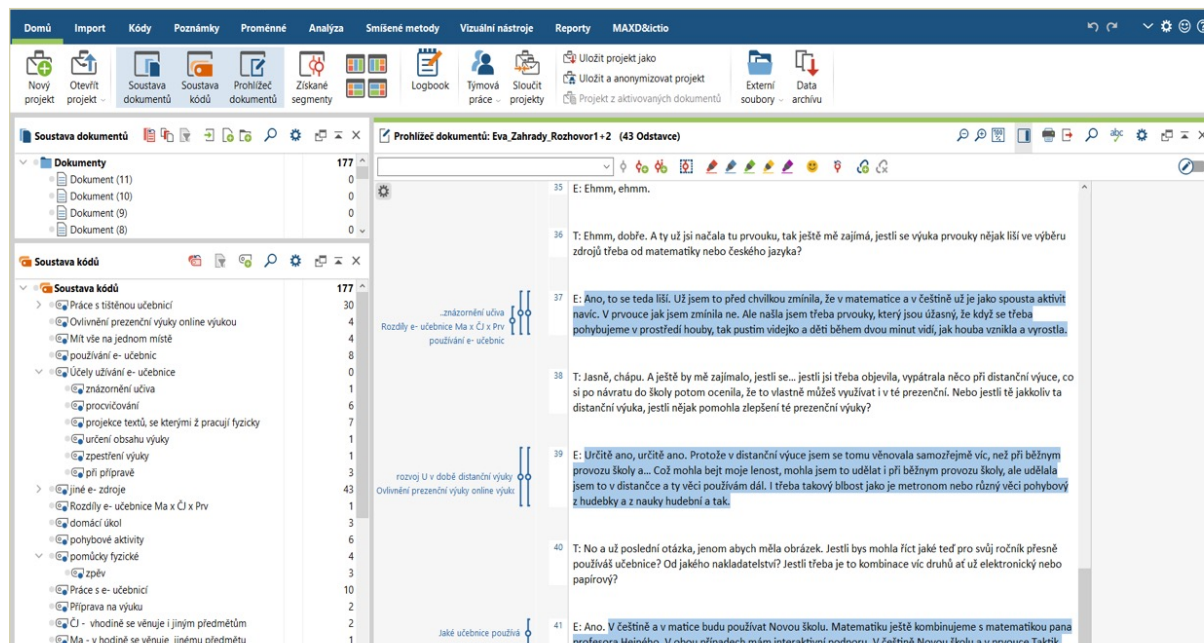 Domů Import Kódy Poznámky Proměnné Analýza Smíšené metody Vizuální nástroje Reporty MAXD&ictio
Nový projekt
Otevřít projekt
Soustava dokumentů
Soustava kódů
Prohlížeč dokumentů
Získané segmenty
Logbook
Týmová práce
Sloučit projekty
Uložit projekt jako
Uložit a anonymizovat projekt
Projekt z aktivovaných dokumentů
Externí soubory
Data archívu
Soustava dokumentů
Dokumenty 177
Dokument (11) 0
Dokument (10) 0
Dokument (9) 0
Dokument (8) 0
Soustava kódů
Soustava kódů 177
Práce s tištěnou učebnicí 30
Ovlivnění prezenční výuky online výukou 4
Mít vše na jednom místě 4
používání e- učebnic 8
Účely užívání e- učebnice 0
znázornění učiva 1
procvičování 6
projekce textů, se kterými ž pracují fyzicky 7
určení obsahu výuky 1
zpestření výuky 1
při přípravě 3
jiné e- zdroje 43
Rozdíly e- učebnice Ma x ČJ x Prv 1
domácí úkol 3
pohybové aktivity 6
pomůcky fyzické 4
zpěv 3
Práce s e- učebnicí 10
Příprava na výuku 2
ČJ - vhodině se věnuje i jiným předmětům 2
Ma - v hodině se věnuje jinému předmětu 1
Prohlížeč dokumentů: Eva_Zahrady_Rozhovor1+2 (43 Odstavce)
35 E: Ehmm, ehmm.
36 T: Ehmm, dobře. A ty už jsi načala tu prvouku, tak ještě mě zajímá, jestli se výuka prvouky nějak liší ve výběru
zdrojů třeba od matematiky nebo českého jazyka?
..znázornění učiva
Rozdíly e- učebnice Ma x ČJ x Prv
používání e- učebnic
37 E: Ano, to se teda liší. Už jsem to před chvilkou zmínila, že v matematice a v češtině už je jako spousta aktivit
navíc. V prvouce jak jsem zmínila ne. Ale našla jsem třeba prvouky, který jsou úžasný, že když se třeba
pohybujeme v prostředí houby, tak pustim videjko a děti během dvou minut vidí, jak houba vznikla a vyrostla.
38 T: Jasně, chápu. A ještě by mě zajímalo, jestli se... jestli jsi třeba objevila, vypátrala něco při distanční výuce, co
si po návratu do školy potom ocenila, že to vlastně můžeš využívat i v té prezenční. Nebo jestli tě jakkoliv ta
distanční výuka, jestli nějak pomohla zlepšení té prezenční výuky?
rozvoj U v době distanční výuky
Ovlivnění prezenční výuky online výuko
39 E: Určitě ano, určitě ano. Protože v distanční výuce jsem se tomu věnovala samozřejmě víc, než při běžným
provozu školy a... Což mohla bejt moje lenost, mohla jsem to udělat i při běžným provozu školy, ale udělala
jsem to v distančce a ty věci používám dál. I třeba takový blbost jako je metronom nebo různý věci pohybový
z hudebky a z nauky hudební a tak.
40 T: No a už poslední otázka, jenom abych měla obrázek. Jestli bys mohla říct jaké teď pro svůj ročník přesně
používáš učebnice? Od jakého nakladatelství? Jestli třeba je to kombinace víc druhů ať už elektronický nebo
papírový?
Jaké učebnice používá
41 E: Ano. V češtině a v matice budu používat Novou školu. Matematiku ještě kombinujeme s matematikou pana
profesora Hejného. V obou případech mám interaktivní podporu. V češtině Novou školu a v prvouce Taktik